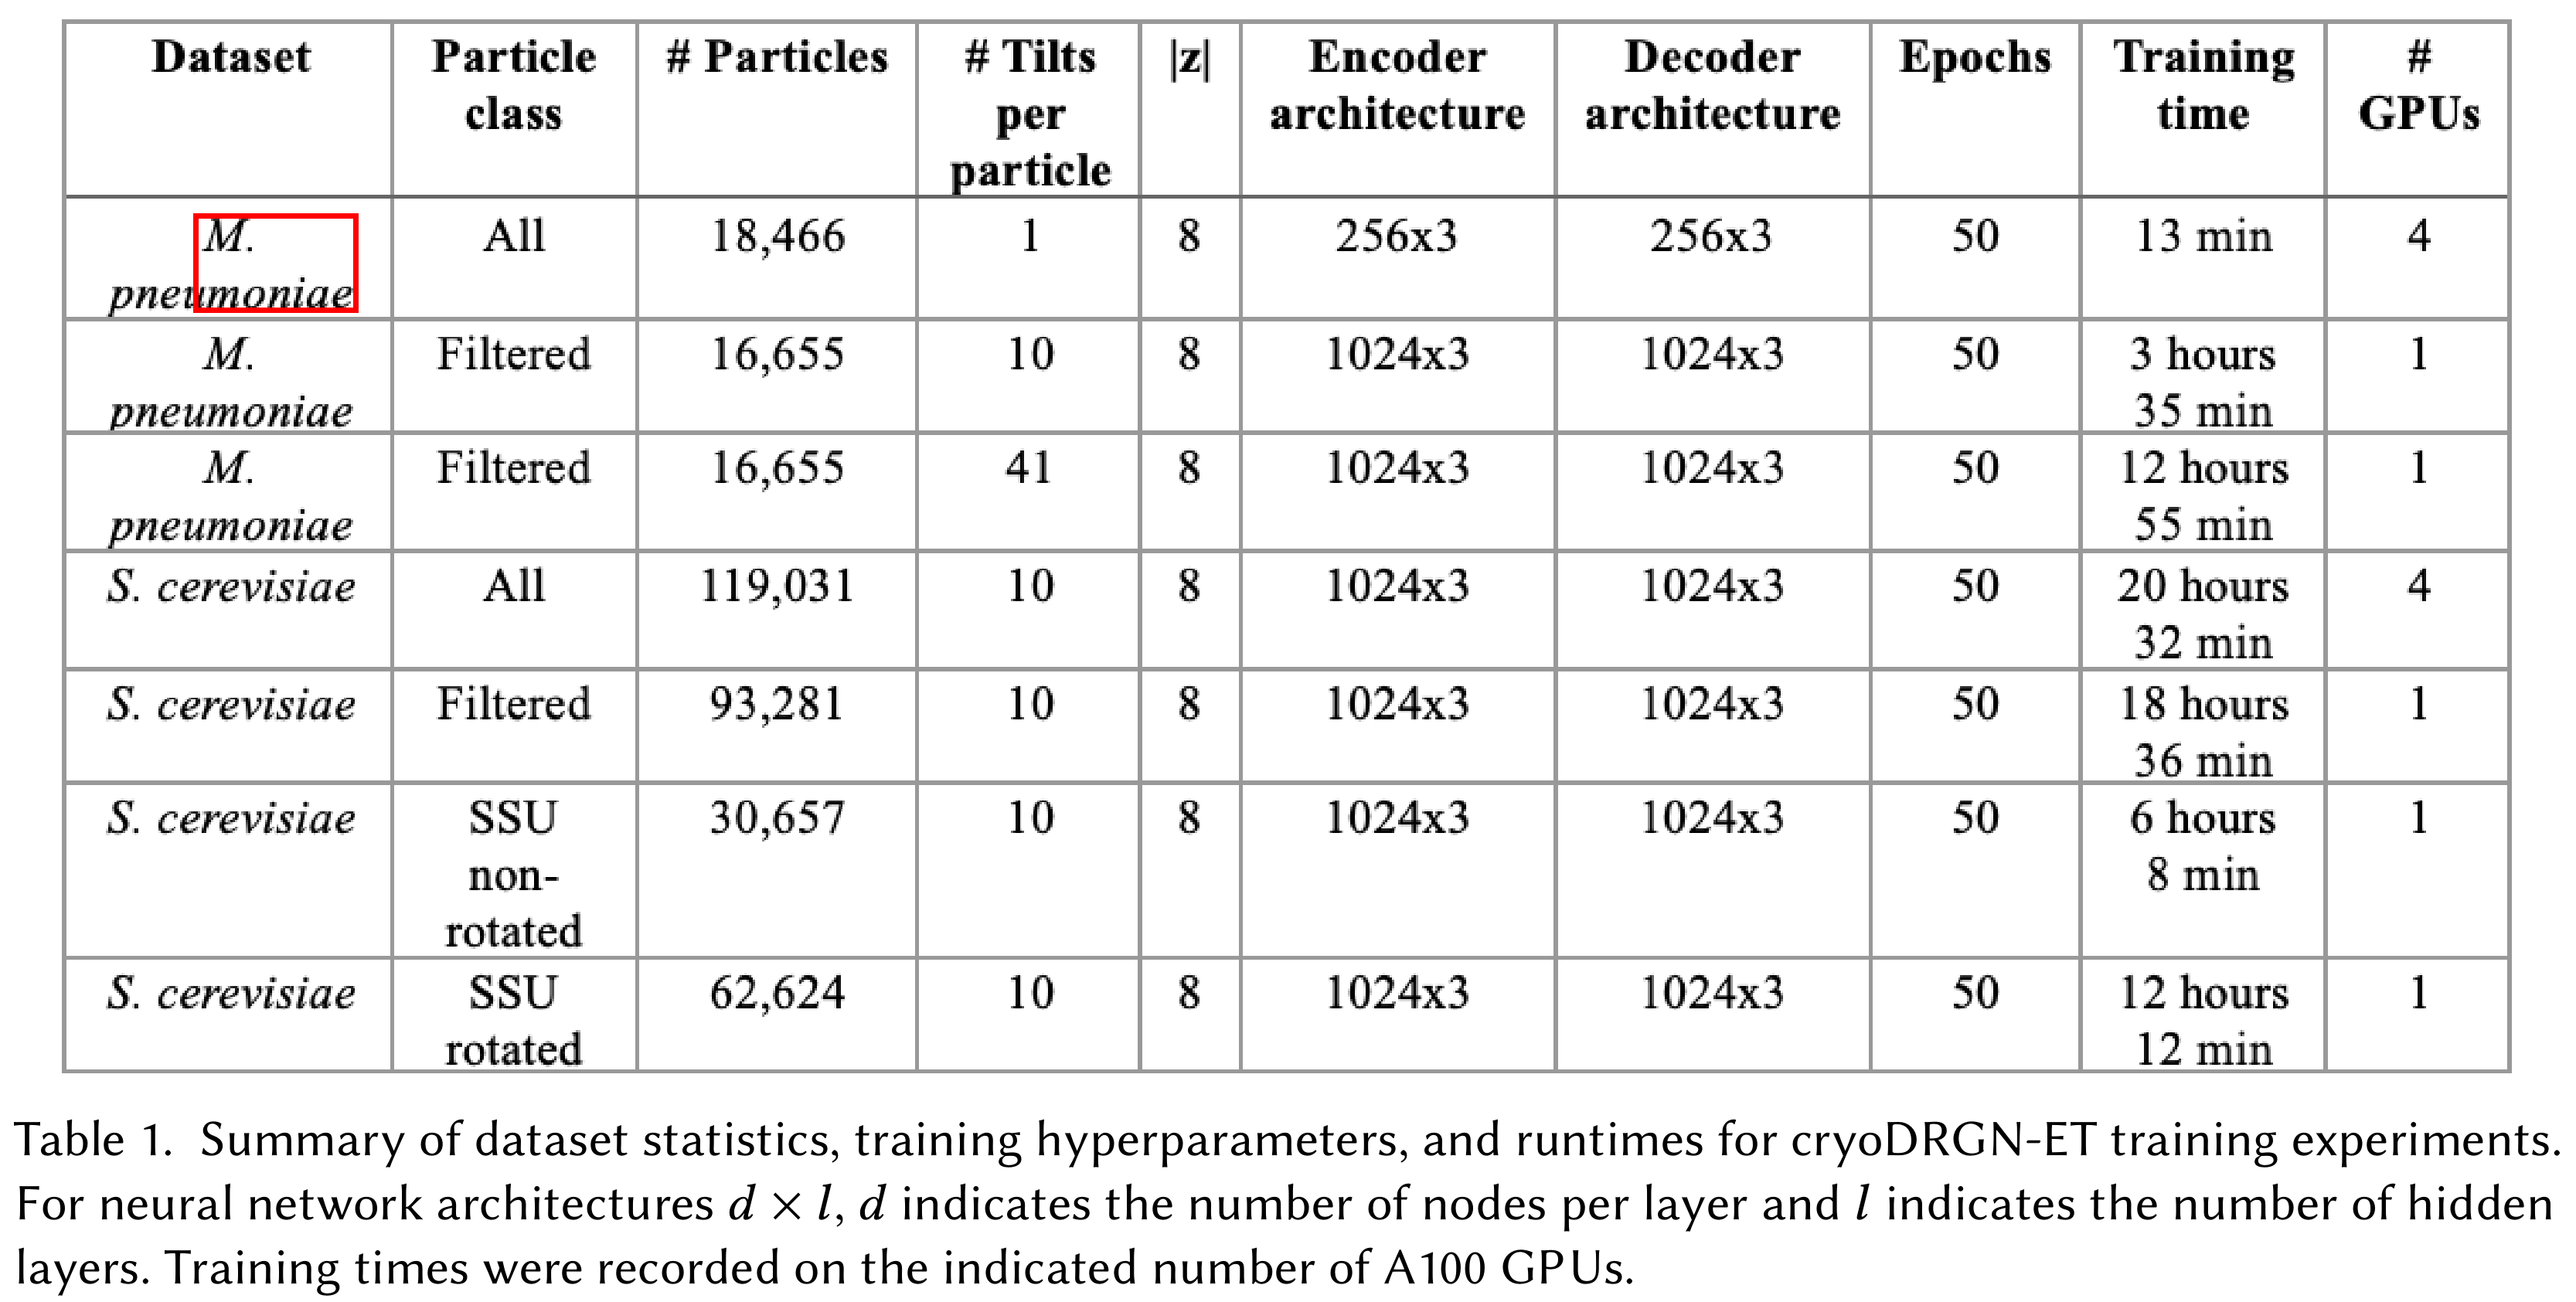 Dataset Particle class # Particles # Tilts per particle |z| Encoder architecture Decoder architecture Epochs Training time # GPUs
M. pneumoniae All 18,466 1 8 256x3 256x3 50 13 min 4
M. pneumoniae Filtered 16,655 10 8 1024x3 1024x3 50 3 hours 35 min 1
M. pneumoniae Filtered 16,655 41 8 1024x3 1024x3 50 12 hours 55 min 1
S. cerevisiae All 119,031 10 8 1024x3 1024x3 50 20 hours 32 min 4
S. cerevisiae Filtered 93,281 10 8 1024x3 1024x3 50 18 hours 36 min 1
S. cerevisiae SSU non-rotated 30,657 10 8 1024x3 1024x3 50 6 hours 8 min 1
S. cerevisiae SSU rotated 62,624 10 8 1024x3 1024x3 50 12 hours 12 min 1
Table 1. Summary of dataset statistics, training hyperparameters, and runtimes for cryoDRGN-ET training experiments.
For neural network architectures d × l, d indicates the number of nodes per layer and l indicates the number of hidden
layers. Training times were recorded on the indicated number of A100 GPUs.